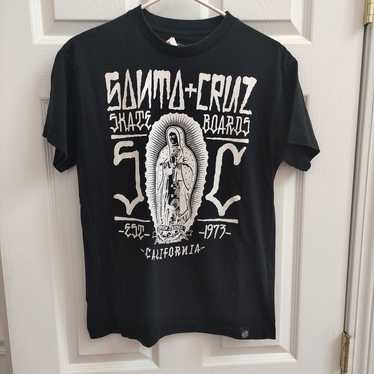 SANTA + CRUZ
SKATE BOARDS
S C
-EST- -1973-
-CALIFORNIA-